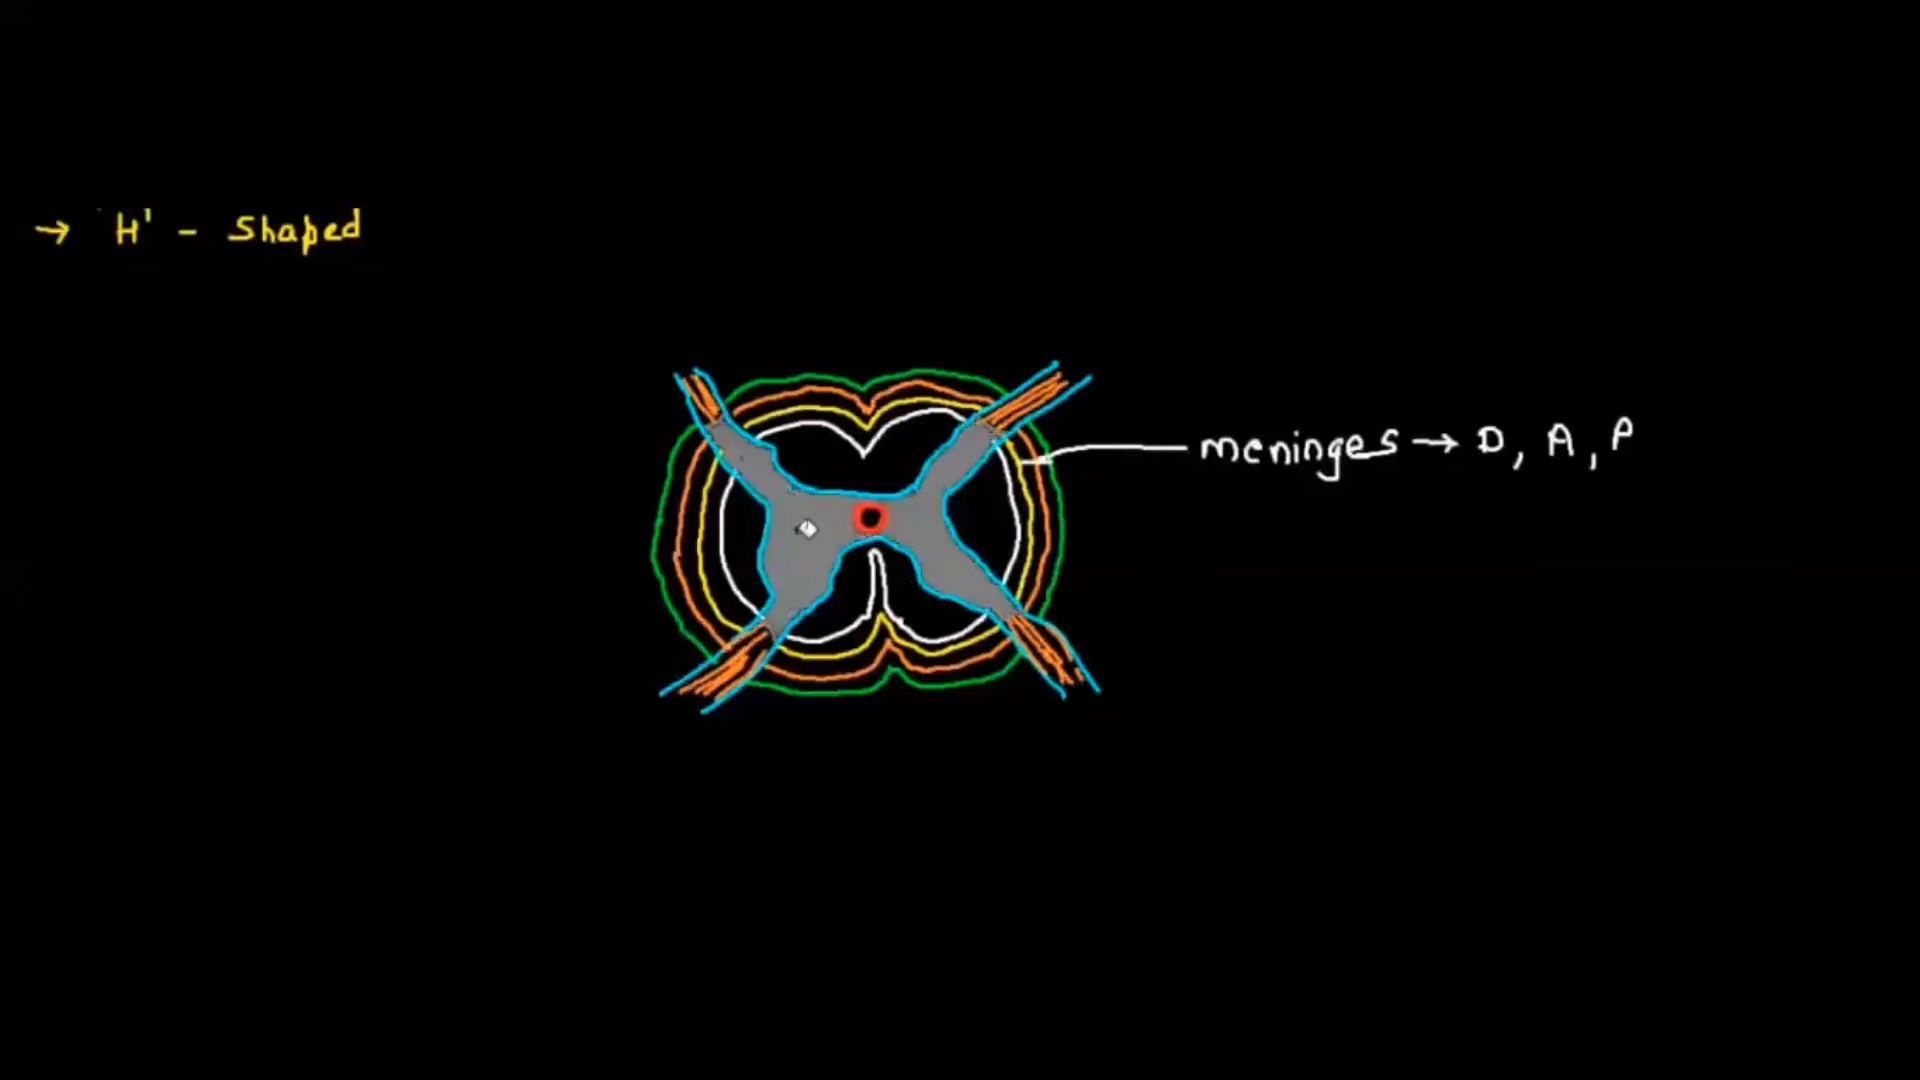 → 'H' - Shaped
meninges → D, A, P